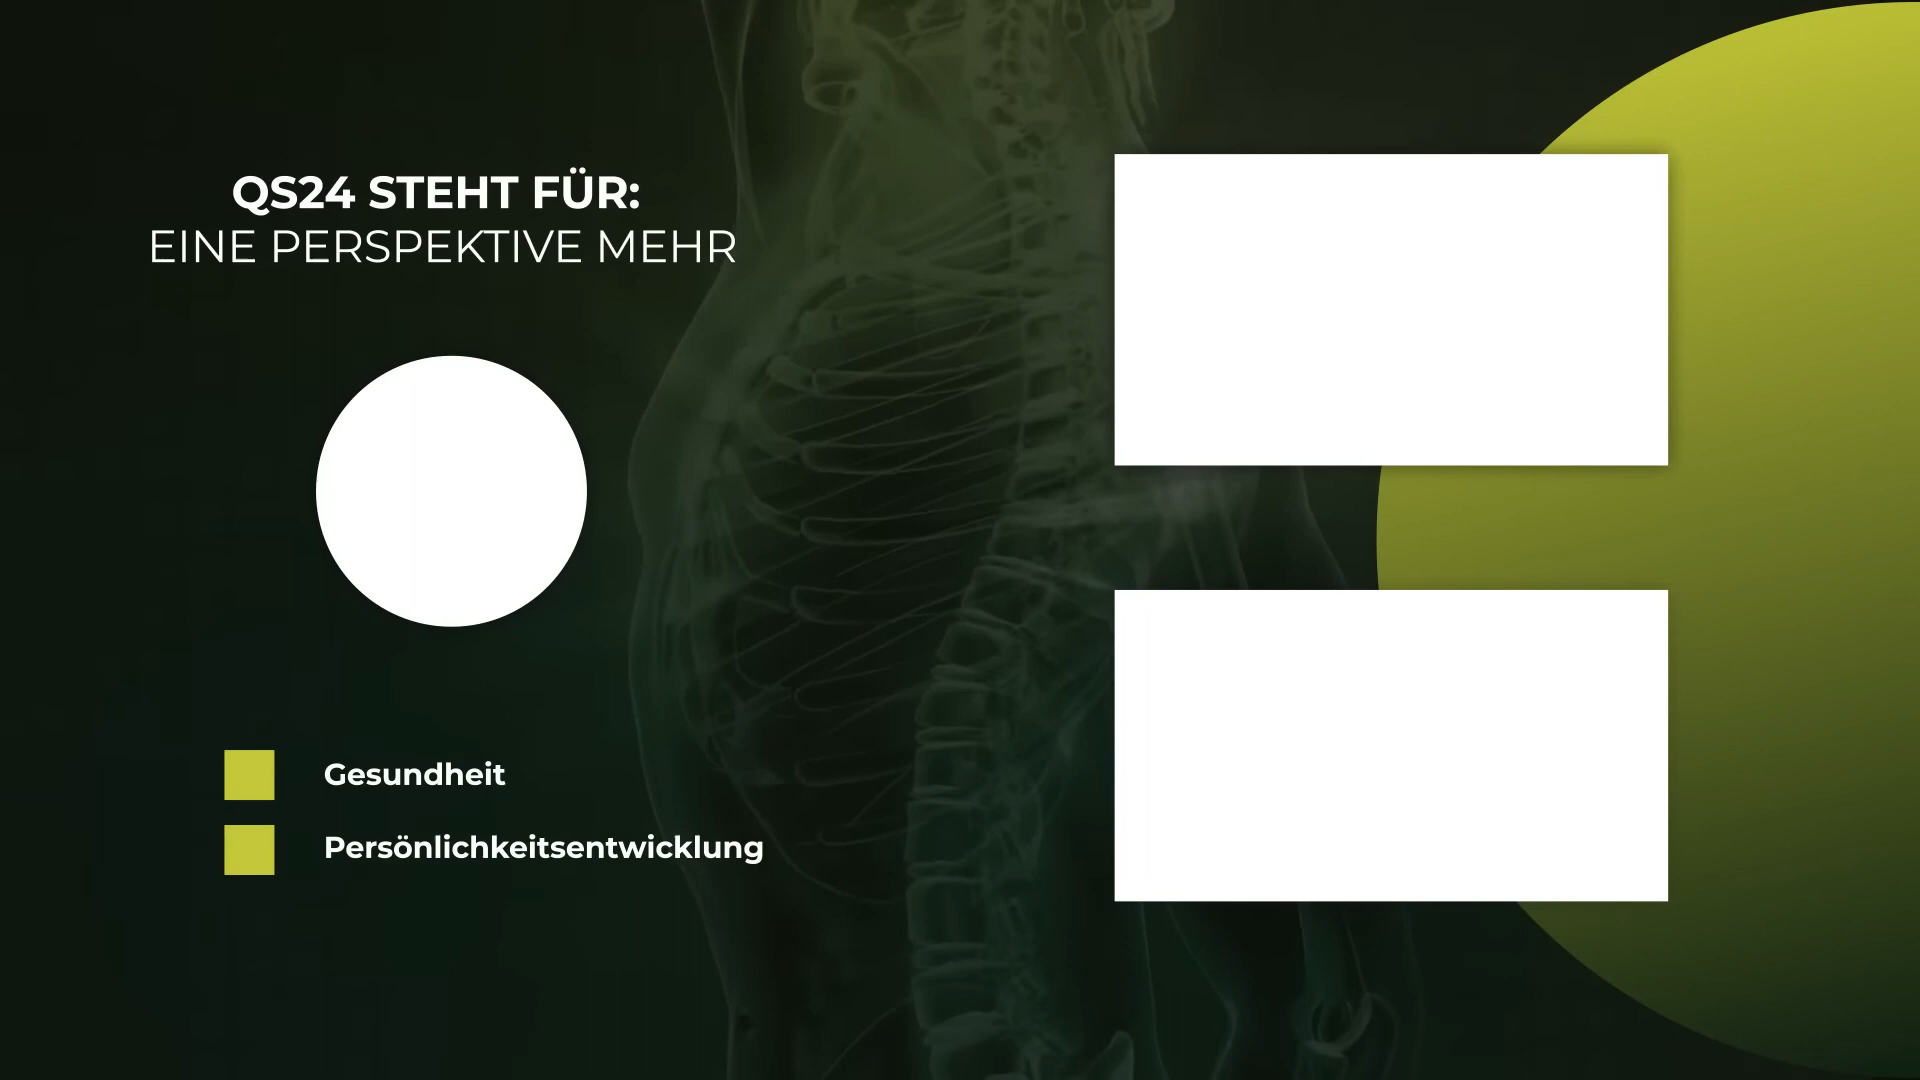 QS24 STEHT FÜR:
EINE PERSPEKTIVE MEHR
Gesundheit
Persönlichkeitsentwicklung